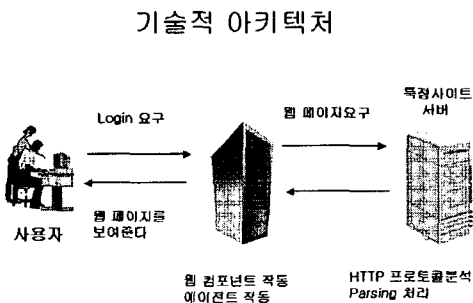 기술적 아키텍처
Login 요구
웹 페이지요구
특정사이트
서버
사용자
웹 페이지를
보여준다
웹 컴포넌트 작동
에이전트 작동
HTTP 프로토콜분석
Parsing 처리